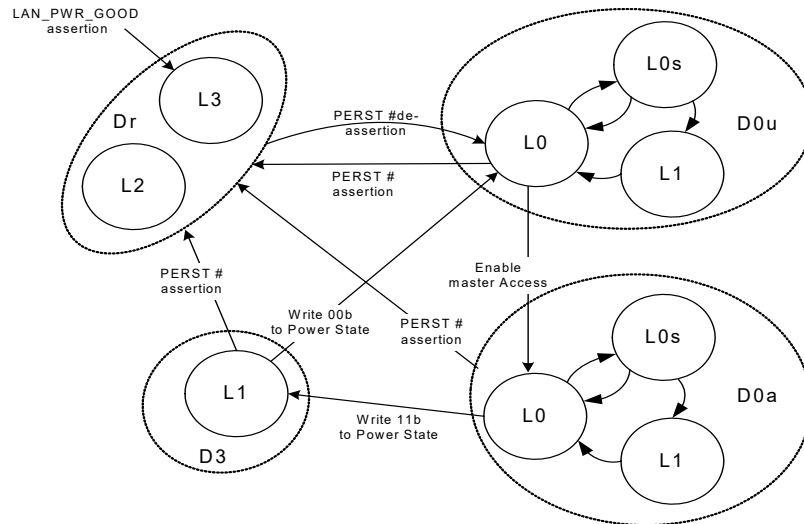 LAN_PWR_GOOD
assertion
L3
Dr
L2
PERST #de-
assertion
PERST #
assertion
L0s
D0u
L0
L1
PERST #
assertion
Enable
master Access
Write 00b
to Power State
PERST #
assertion
L0s
D0a
L0
L1
L1
D3
Write 11b
to Power State